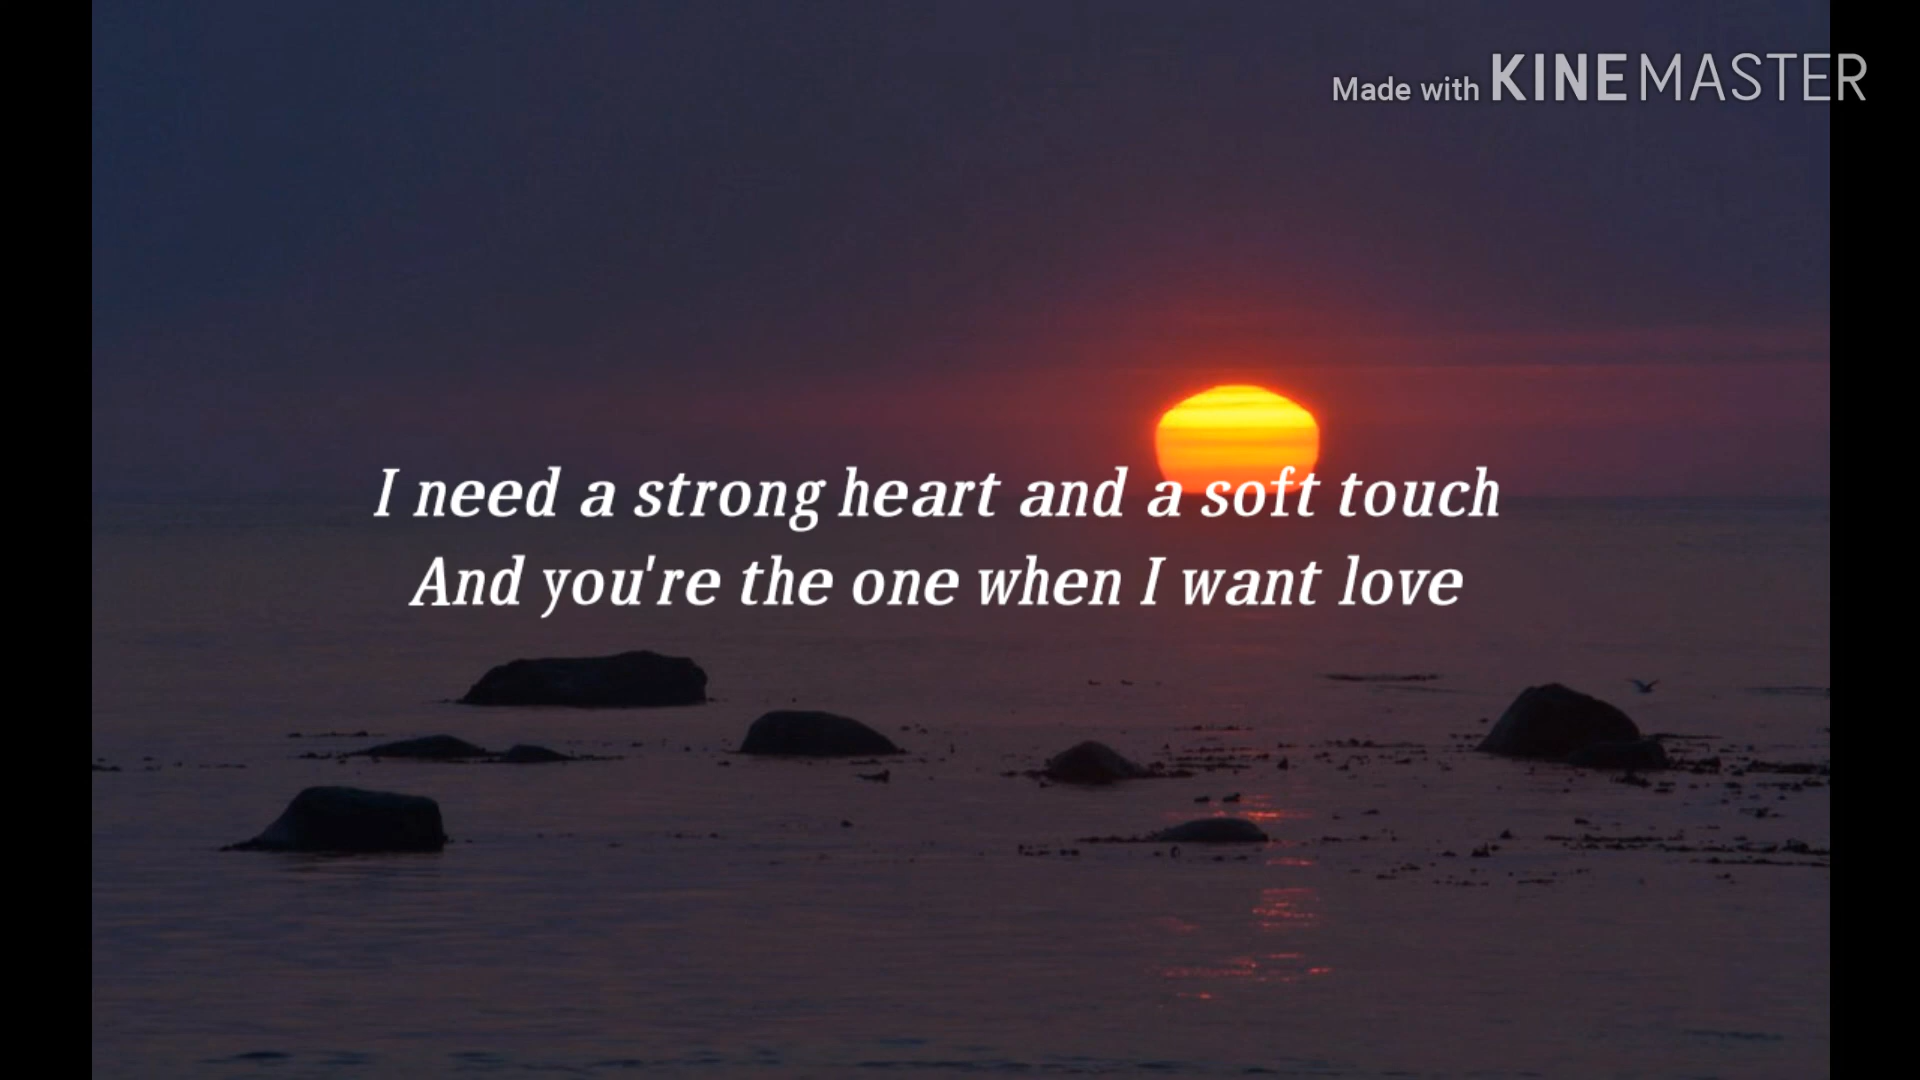 Made with KINEMASTER
I need a strong heart and a soft touch
And you're the one when I want love